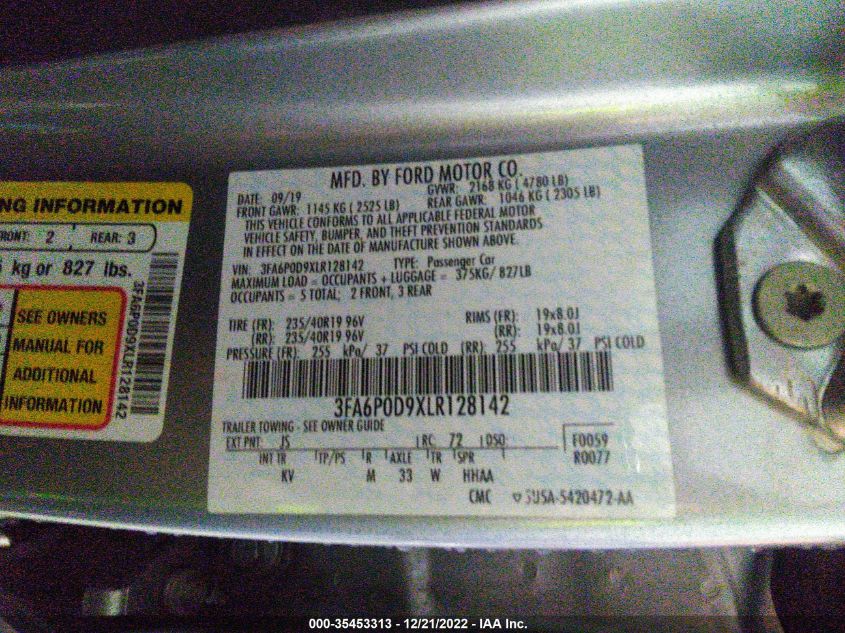 NG INFORMATION
FRONT: 2 REAR: 3
kg or 827 lbs.
SEE OWNERS
MANUAL FOR
ADDITIONAL
INFORMATION
3FA6P0D9XLR128142
MFD. BY FORD MOTOR CO.
DATE: 09/19 GVWR: 2168 KG ( 4780 LB)
FRONT GAWR: 1145 KG ( 2525 LB) REAR GAWR: 1046 KG ( 2305 LB)
THIS VEHICLE CONFORMS TO ALL APPLICABLE FEDERAL MOTOR
VEHICLE SAFETY, BUMPER, AND THEFT PREVENTION STANDARDS
IN EFFECT ON THE DATE OF MANUFACTURE SHOWN ABOVE.
VIN: 3FA6P0D9XLR128142 TYPE: Passenger Car
MAXIMUM LOAD = OCCUPANTS + LUGGAGE = 375KG/ 827LB
OCCUPANTS = 5 TOTAL; 2 FRONT, 3 REAR
TIRE (FR): 235/40R19 96V RIMS (FR): 19x8.0J
(RR): 235/40R19 96V (RR): 19x8.0J
PRESSURE (FR): 255 kPa/ 37 PSI COLD (RR): 255 kPa/ 37 PSI COLD
3FA6P0D9XLR128142
TRAILER TOWING - SEE OWNER GUIDE
EXT PNT JS RC: 72 DSO: F0059
INT TR TP/PS R AXLE TR SPR R0077
KV M 33 W HHAA
CMC 5U5A-5420472-AA
000-35453313 - 12/21/2022 - IAA Inc.